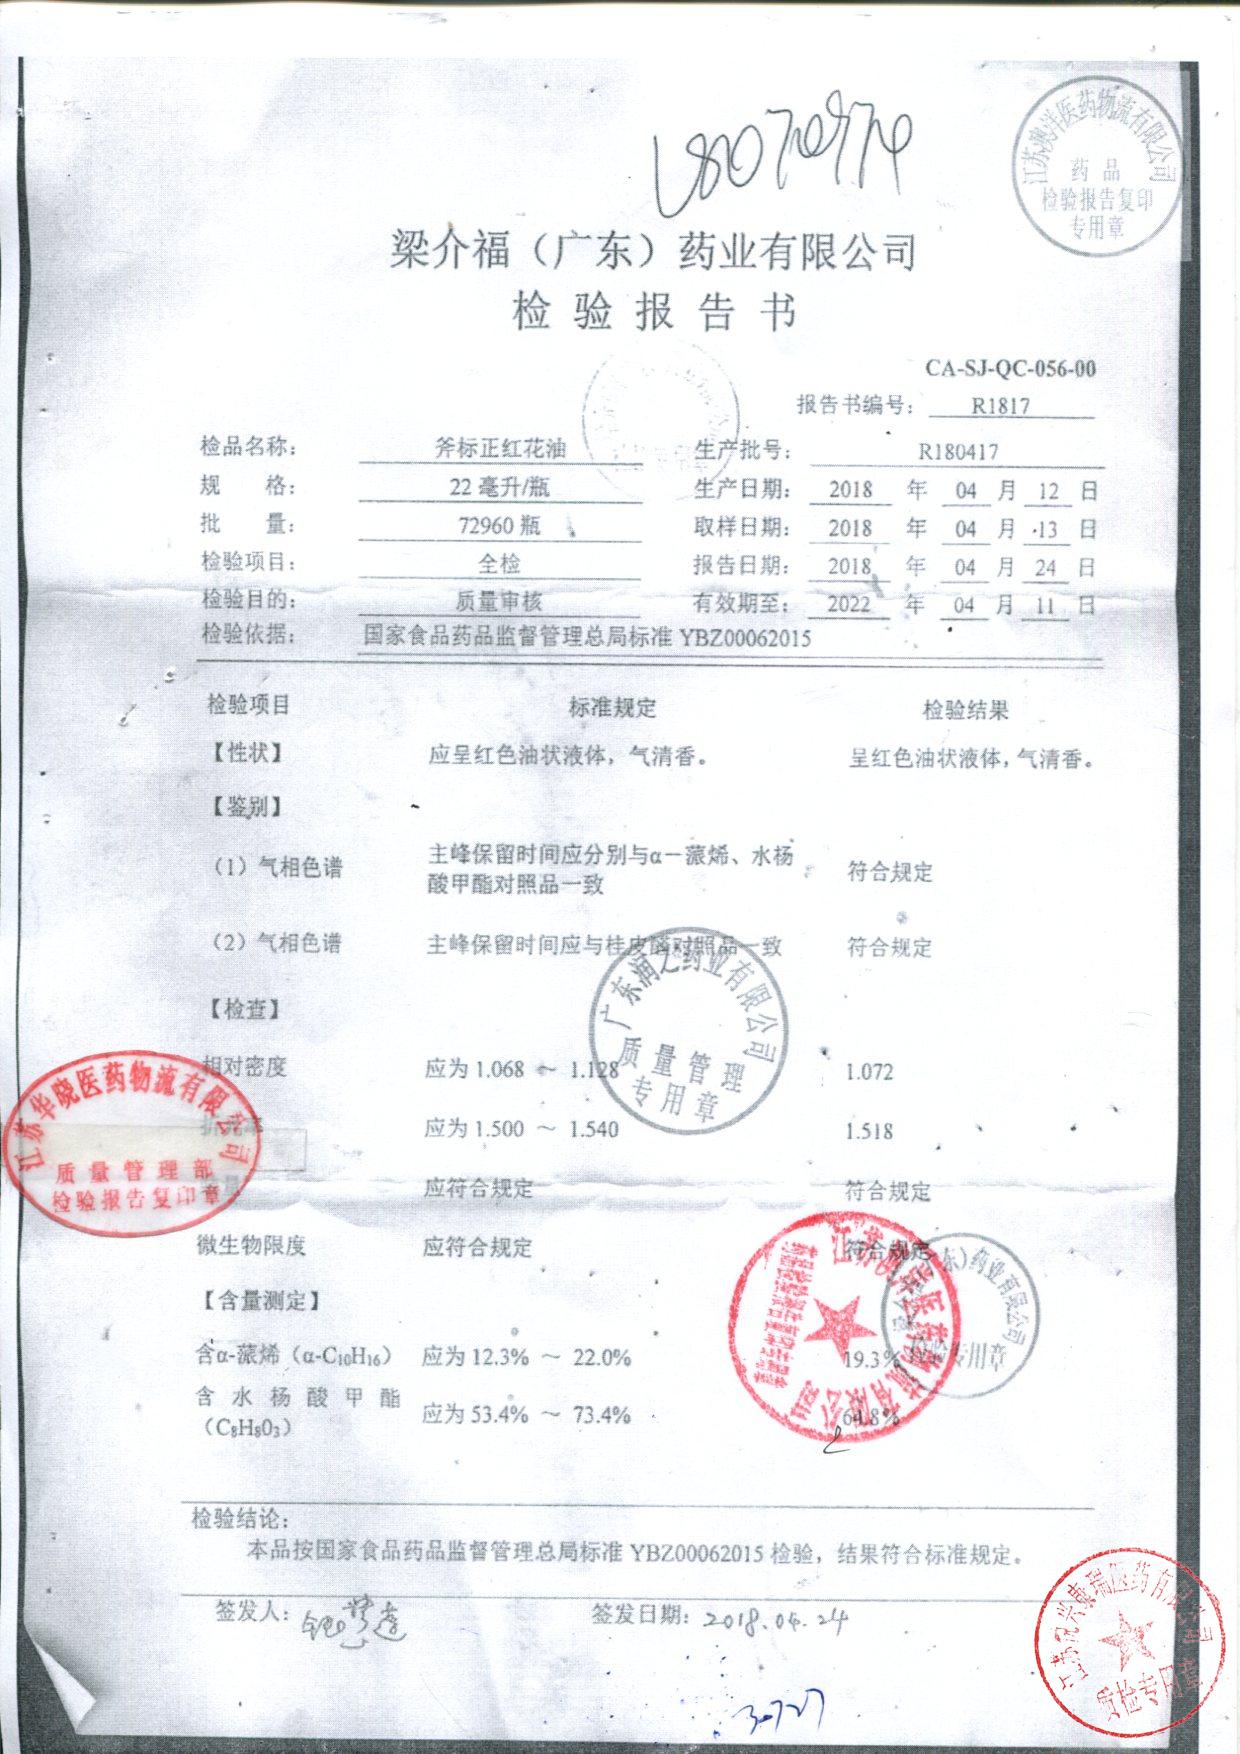 江苏澳洋医药物流有限公司
药品
检验报告复印
专用章
梁介福（广东）药业有限公司
检验报告书
CA-SJ-QC-056-00
报告书编号： R1817
检品名称： 斧标正红花油 生产批号： R180417
规 格： 22 毫升/瓶 生产日期： 2018 年 04 月 12 日
批 量： 72960 瓶 取样日期： 2018 年 04 月 13 日
检验项目： 全检 报告日期： 2018 年 04 月 24 日
检验目的： 质量审核 有效期至： 2022 年 04 月 11 日
检验依据： 国家食品药品监督管理总局标准 YBZ00062015
检验项目 标准规定 检验结果
【性状】 应呈红色油状液体，气清香。 呈红色油状液体，气清香。
【鉴别】
（1）气相色谱 主峰保留时间应分别与α－蒎烯、水杨
酸甲酯对照品一致 符合规定
（2）气相色谱 主峰保留时间应与桂皮醛对照品一致 符合规定
广东润之药业有限公司
质量管理
专用章
【检查】
相对密度 应为 1.068 ～ 1.128 1.072
折光率 应为 1.500 ～ 1.540 1.518
江苏华晓医药物流有限公司
质量管理部
检验报告复印章
应符合规定 符合规定
微生物限度 应符合规定 符合规定
【含量测定】
含α-蒎烯（α-C₁₀H₁₆） 应为 12.3% ～ 22.0% 19.3%
含水杨酸甲酯
（C₈H₈O₃） 应为 53.4% ～ 73.4% 64.8%
检验结论：
本品按国家食品药品监督管理总局标准 YBZ00062015 检验，结果符合标准规定。
签发人： 签发日期：2018.04.24
质检专用章